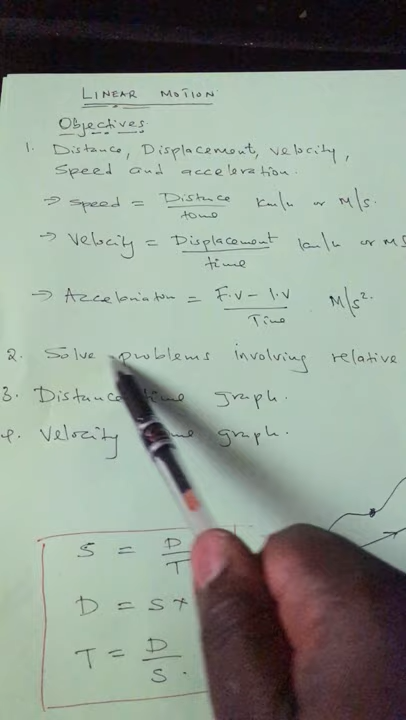 LINEAR MOTION
Objectives
1. Distance, Displacement, velocity,
Speed and acceleration.
→ Speed = Distance / time km/h or M/s.
→ Velocity = Displacement / time km/h or MS
→ Acceleration = F.V - I.V / Time M/s².
2. Solve problems involving relative
3. Distance time graph.
4. Velocity graph.
S = D / T
D = S ×
T = D / S.